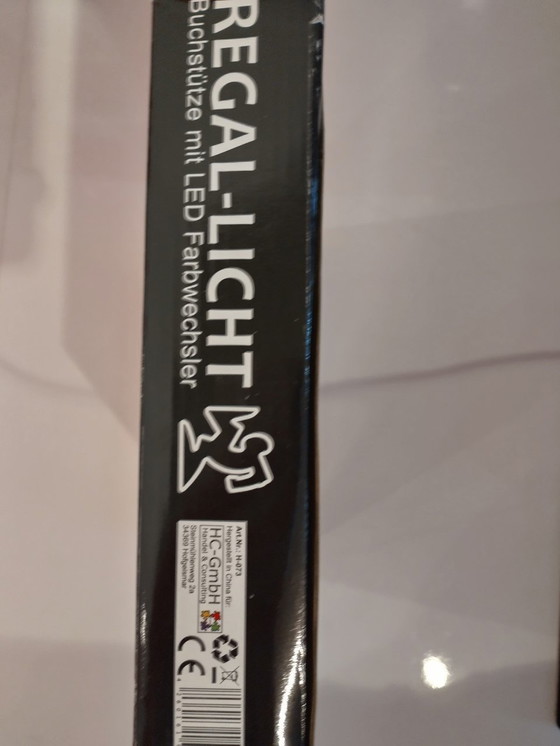 REGAL-LICHT
Buchstütze mit LED Farbwechsler
Art.Nr.: H-073
Hergestellt in China für:
HC-GmbH
Handel & Consulting
Steinmühlenweg 2a
34369 Hofgeismar
CE